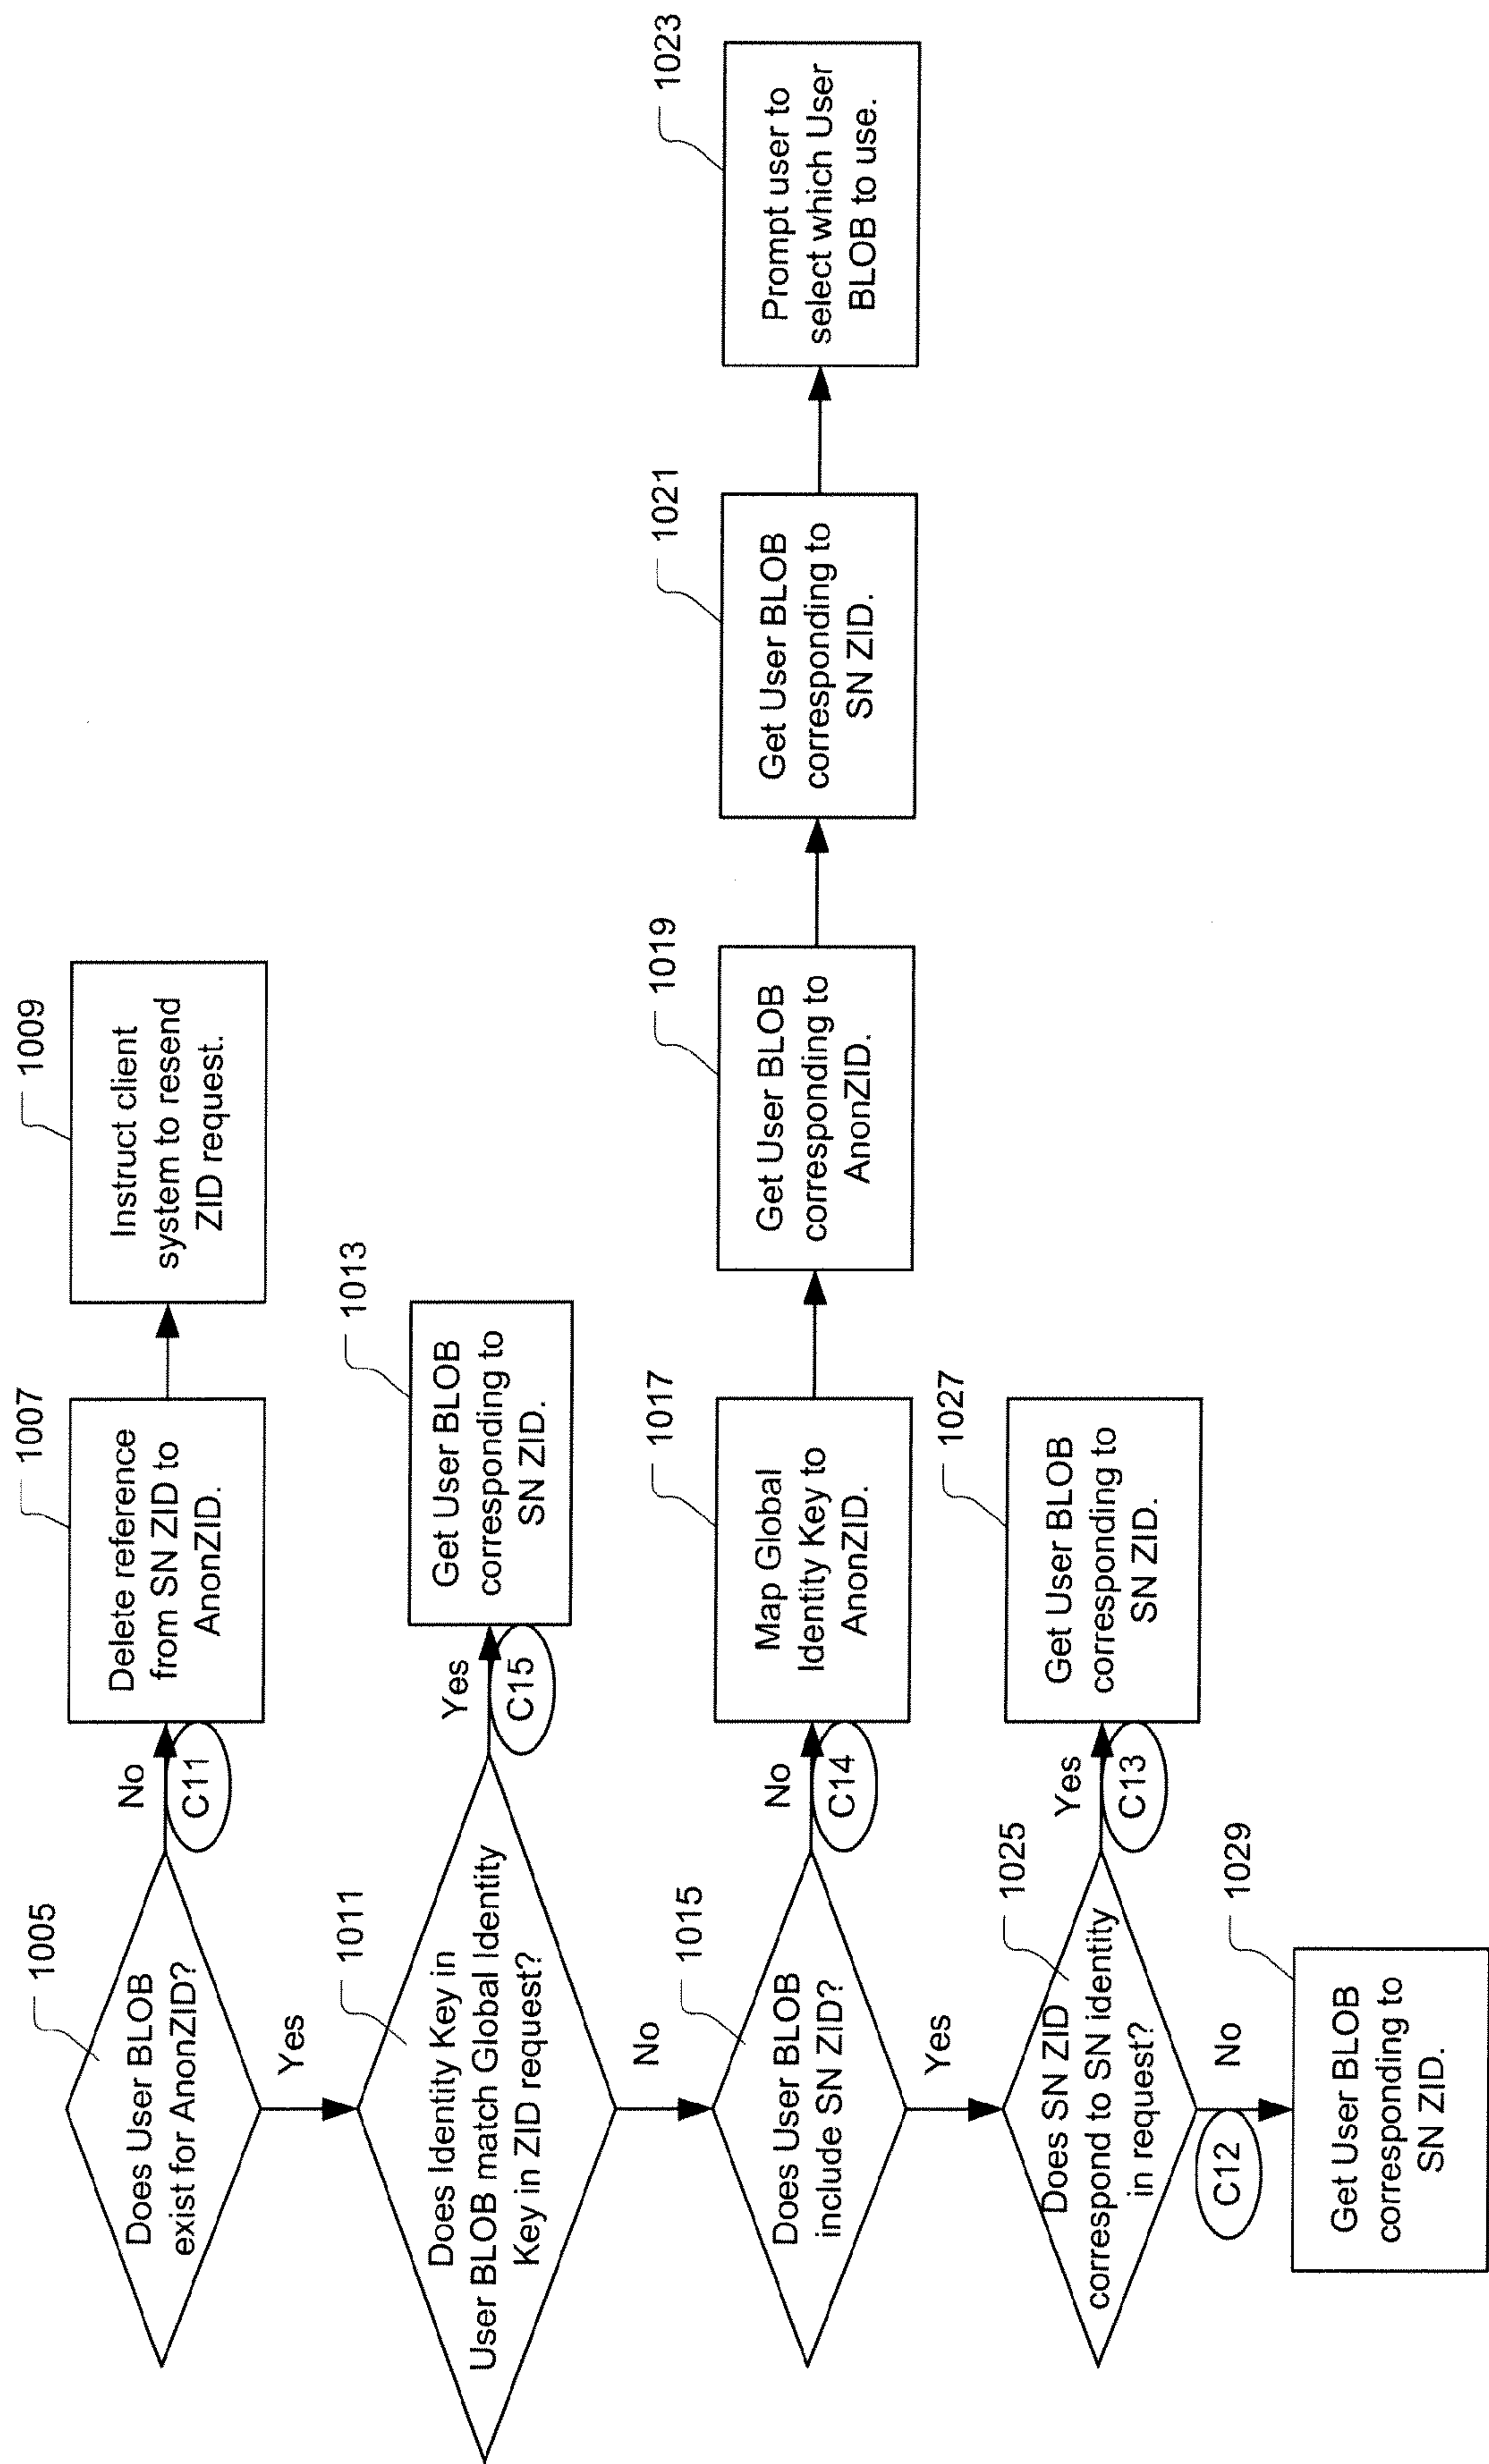 1005
Does User BLOB
exist for AnonZID?
No
C11
1007
Delete reference
from SN ZID to
AnonZID.
1009
Instruct client
system to resend
ZID request.
Yes
1011
Does Identity Key in
User BLOB match Global Identity
Key in ZID request?
Yes
C15
1013
Get User BLOB
corresponding to
SN ZID.
No
1015
Does User BLOB
include SN ZID?
No
C14
1017
Map Global
Identity Key to
AnonZID.
1019
Get User BLOB
corresponding to
AnonZID.
1021
Get User BLOB
corresponding to
SN ZID.
1023
Prompt user to
select which User
BLOB to use.
Yes
1025
Does SN ZID
correspond to SN identity
in request?
Yes
C13
1027
Get User BLOB
corresponding to
SN ZID.
No
C12
1029
Get User BLOB
corresponding to
SN ZID.